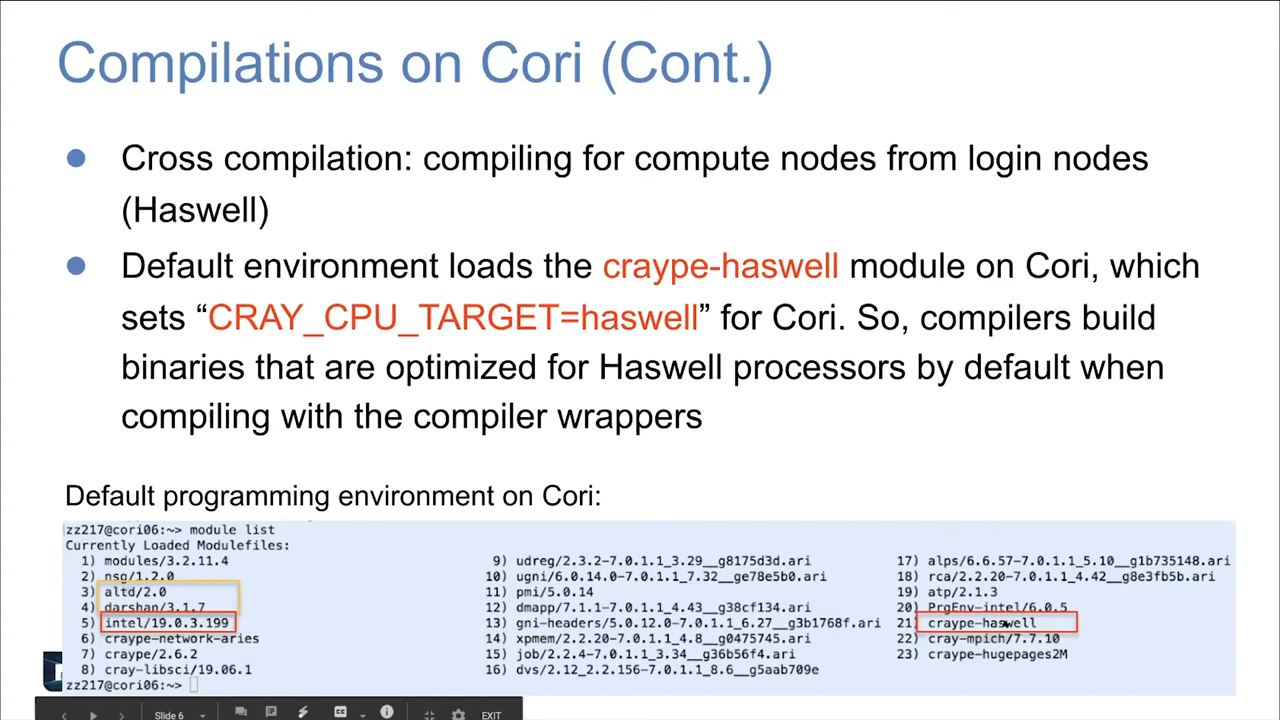 Compilations on Cori (Cont.)
Cross compilation: compiling for compute nodes from login nodes
(Haswell)
Default environment loads the craype-haswell module on Cori, which
sets “CRAY_CPU_TARGET=haswell” for Cori. So, compilers build
binaries that are optimized for Haswell processors by default when
compiling with the compiler wrappers
Default programming environment on Cori:
zz217@cori06:~> module list
Currently Loaded Modulefiles:
1) modules/3.2.11.4
2) nsg/1.2.0
3) altd/2.0
4) darshan/3.1.7
5) intel/19.0.3.199
6) craype-network-aries
7) craype/2.6.2
8) cray-libsci/19.06.1
9) udreg/2.3.2-7.0.1.1_3.29__g8175d3d.ari
10) ugni/6.0.14.0-7.0.1.1_7.32__ge78e5b0.ari
11) pmi/5.0.14
12) dmapp/7.1.1-7.0.1.1_4.43__g38cf134.ari
13) gni-headers/5.0.12.0-7.0.1.1_6.27__g3b1768f.ari
14) xpmem/2.2.20-7.0.1.1_4.8__g0475745.ari
15) job/2.2.4-7.0.1.1_3.34__g36b56f4.ari
16) dvs/2.12_2.2.156-7.0.1.1_8.6__g5aab709e
17) alps/6.6.57-7.0.1.1_5.10__g1b735148.ari
18) rca/2.2.20-7.0.1.1_4.42__g8e3fb5b.ari
19) atp/2.1.3
20) PrgEnv-intel/6.0.5
21) craype-haswell
22) cray-mpich/7.7.10
23) craype-hugepages2M
zz217@cori06:~>
Slide 6
EXIT